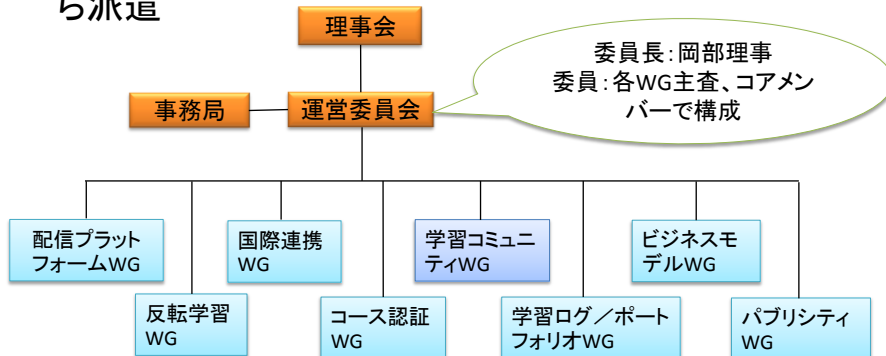 ら派遣
理事会
委員長：岡部理事
委員：各WG主査、コアメン
バーで構成
事務局
運営委員会
配信プラット
フォームWG
国際連携
WG
学習コミュニ
ティWG
ビジネスモ
デルWG
反転学習
WG
コース認証
WG
学習ログ／ポート
フォリオWG
パブリシティ
WG